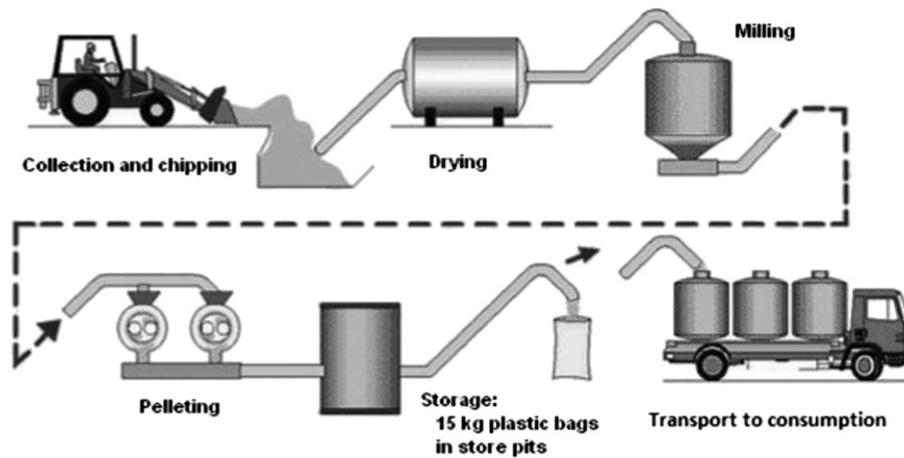 Milling
Collection and chipping
Drying
Pelleting
Storage:
15 kg plastic bags
in store pits
Transport to consumption